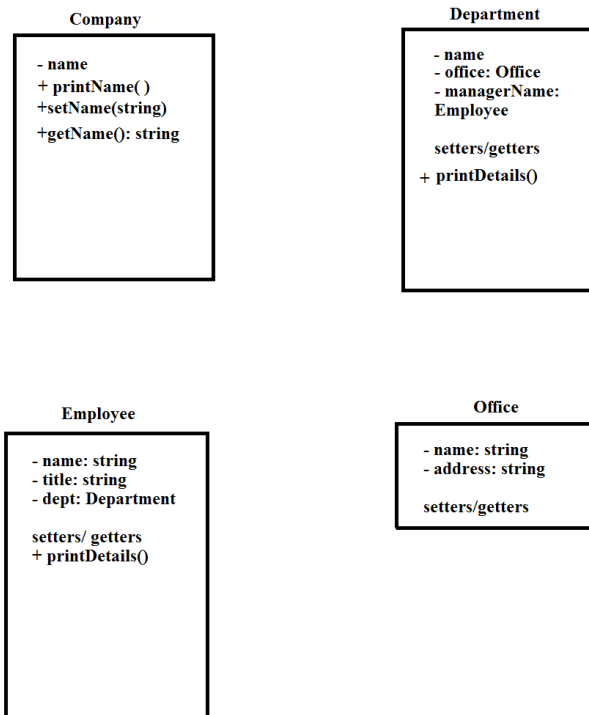 Company
- name
+ printName( )
+setName(string)
+getName(): string
Department
- name
- office: Office
- managerName:
Employee
setters/getters
+ printDetails()
Employee
- name: string
- title: string
- dept: Department
setters/ getters
+ printDetails()
Office
- name: string
- address: string
setters/getters